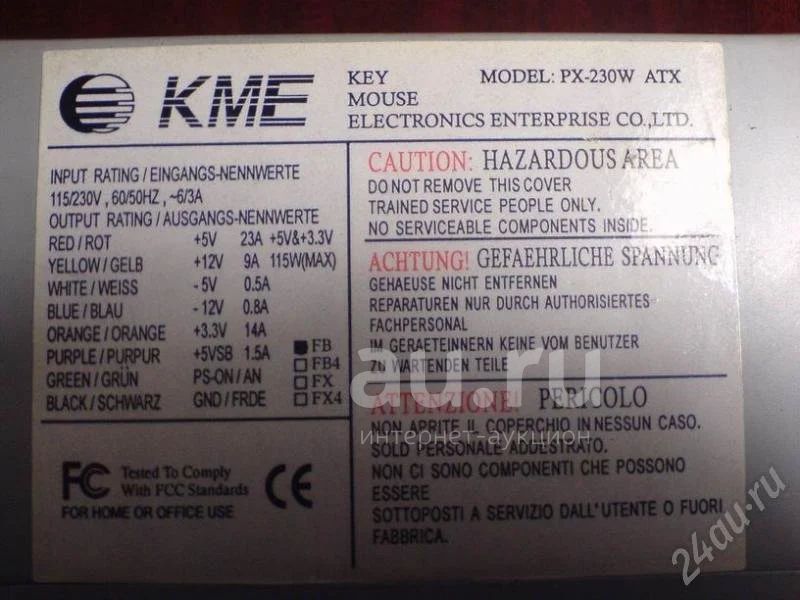 KME
KEY
MOUSE
ELECTRONICS ENTERPRISE CO.,LTD.
MODEL: PX-230W ATX
INPUT RATING / EINGANGS-NENNWERTE
115/230V , 60/50HZ , ~6/3A
OUTPUT RATING / AUSGANGS-NENNWERTE
RED / ROT +5V 23A +5V&+3.3V
YELLOW / GELB +12V 9A 115W(MAX)
WHITE / WEISS - 5V 0.5A
BLUE / BLAU - 12V 0.8A
ORANGE / ORANGE +3.3V 14A
PURPLE / PURPUR +5VSB 1.5A FB
GREEN / GRÜN PS-ON / AN FB4
BLACK / SCHWARZ GND / FRDE FX
FX4
FC Tested To Comply
With FCC Standards
FOR HOME OR OFFICE USE
CE
CAUTION: HAZARDOUS AREA
DO NOT REMOVE THIS COVER
TRAINED SERVICE PEOPLE ONLY.
NO SERVICEABLE COMPONENTS INSIDE.
ACHTUNG! GEFAEHRLICHE SPANNUNG
GEHAEUSE NICHT ENTFERNEN
REPARATUREN NUR DURCH AUTHORISIERTES
FACHPERSONAL
IM GERAETEINNERN KEINE VOM BENUTZER
ZU WARTENDEN TEILE
ATTENZIONE! PERICOLO
NON APRITE IL COPERCHIO IN NESSUN CASO.
SOLD PERSONALE ADDESTRATO.
NON CI SONO COMPONENTI CHE POSSONO
ESSERE
SOTTOPOSTI A SERVIZIO DALL'UTENTE O FUORI
FABBRICA.
au.ru
интернет-аукцион
24au.ru